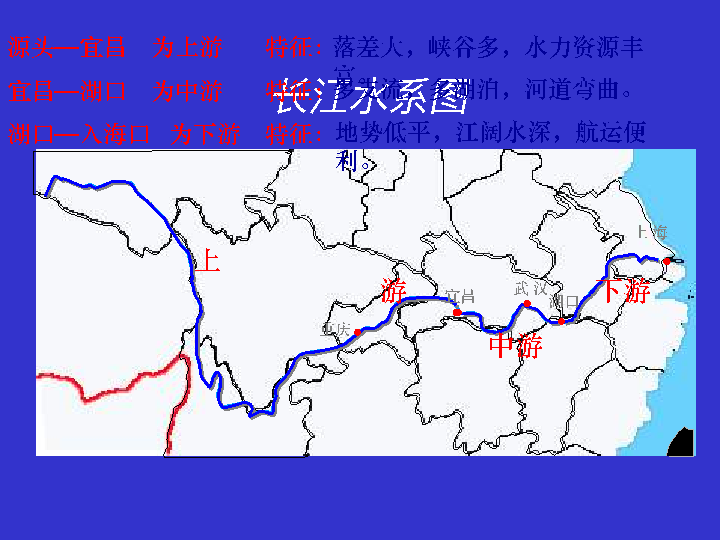 源头—宜昌 为上游 特征：落差大，峡谷多，水力资源丰
富。
宜昌—湖口 为中游 特征：多支流，多湖泊，河道弯曲。
长江水系图
湖口—入海口 为下游 特征：地势低平，江阔水深，航运便
利。
上海
上
游
宜昌
武汉
湖口
下游
重庆
中游